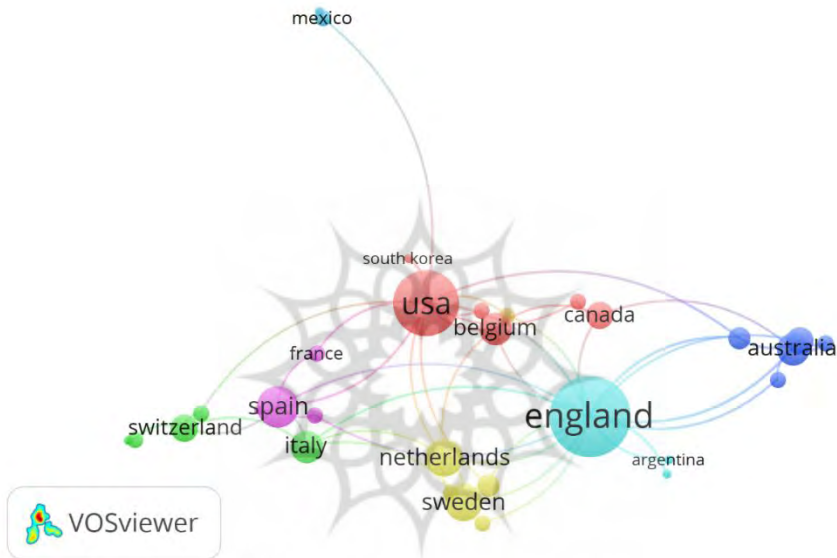 mexico
south korea
usa
belgium
canada
france
australia
spain
england
switzerland
italy
netherlands
argentina
sweden
VOSviewer